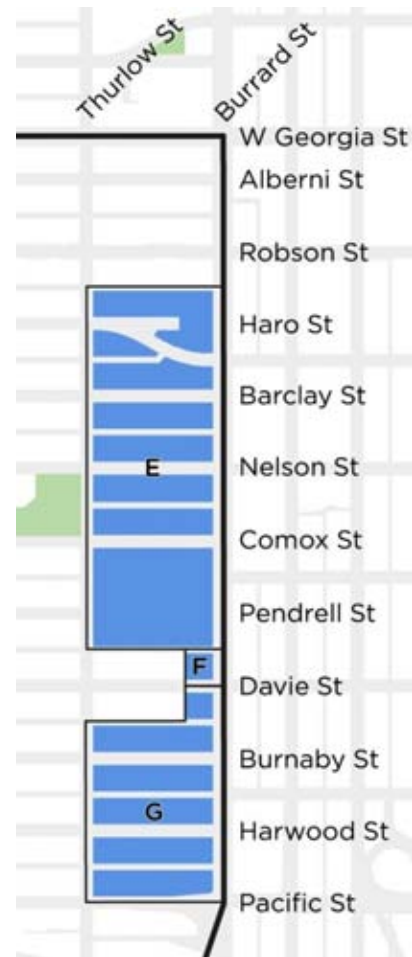 Thurlow St
Burrard St
W Georgia St
Alberni St
Robson St
Haro St
Barclay St
E
Nelson St
Comox St
Pendrell St
F
Davie St
Burnaby St
G
Harwood St
Pacific St